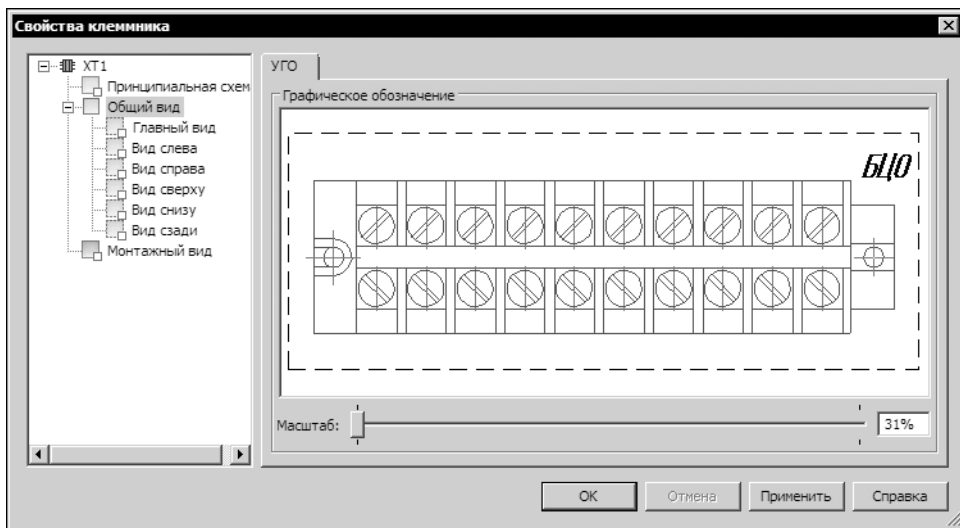 Свойства клеммника
XT1
Принципиальная схем
Общий вид
Главный вид
Вид слева
Вид справа
Вид сверху
Вид снизу
Вид сзади
Монтажный вид
УГО
Графическое обозначение
БЦО
Масштаб:
31%
OK
Отмена
Применить
Справка